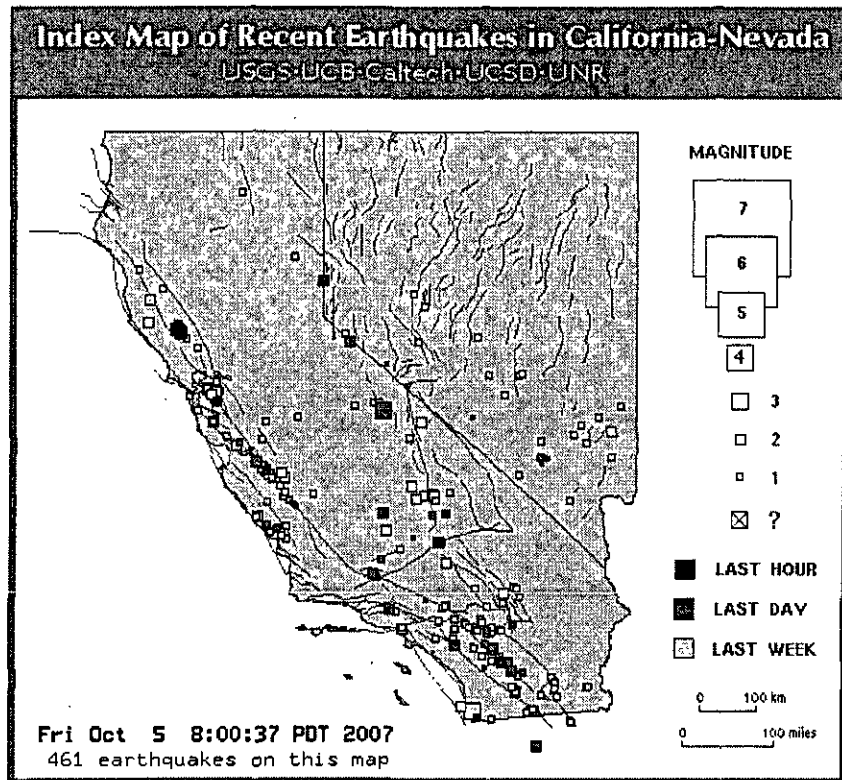 Index Map of Recent Earthquakes in California-Nevada
USGS·UCB·Caltech·UCSD·UNR
MAGNITUDE
7
6
5
4
3
2
1
?
LAST HOUR
LAST DAY
LAST WEEK
0 100 km
0 100 miles
Fri Oct 5 8:00:37 PDT 2007
461 earthquakes on this map